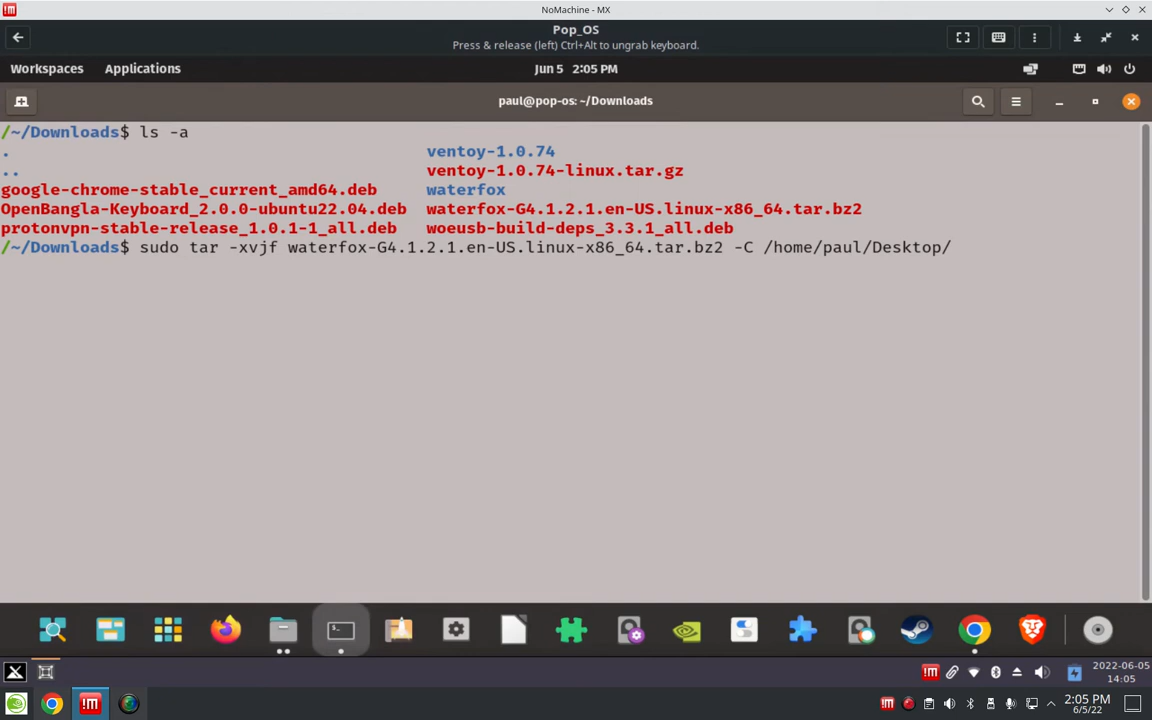 NoMachine - MX
Pop_OS
Press & release (left) Ctrl+Alt to ungrab keyboard.
Workspaces Applications Jun 5 2:05 PM
paul@pop-os: ~/Downloads
/~/Downloads$ ls -a
. ventoy-1.0.74
.. ventoy-1.0.74-linux.tar.gz
google-chrome-stable_current_amd64.deb waterfox
OpenBangla-Keyboard_2.0.0-ubuntu22.04.deb waterfox-G4.1.2.1.en-US.linux-x86_64.tar.bz2
protonvpn-stable-release_1.0.1-1_all.deb woeusb-build-deps_3.3.1_all.deb
/~/Downloads$ sudo tar -xvjf waterfox-G4.1.2.1.en-US.linux-x86_64.tar.bz2 -C /home/paul/Desktop/
2022-06-05
14:05
2:05 PM
6/5/22